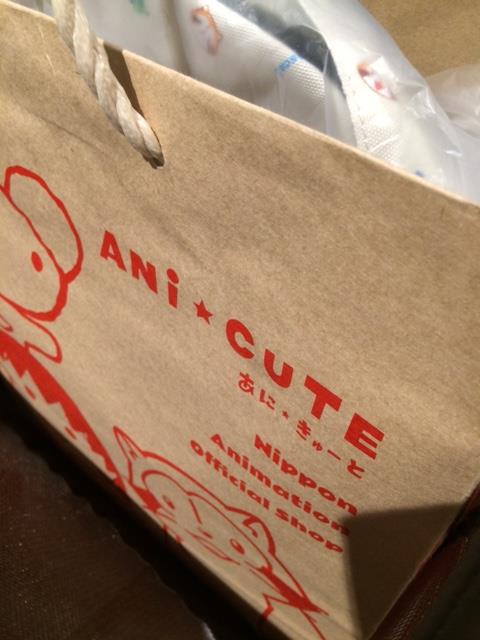 ANi★CUTE
あに★きゅーと
Nippon
Animation
Official Shop